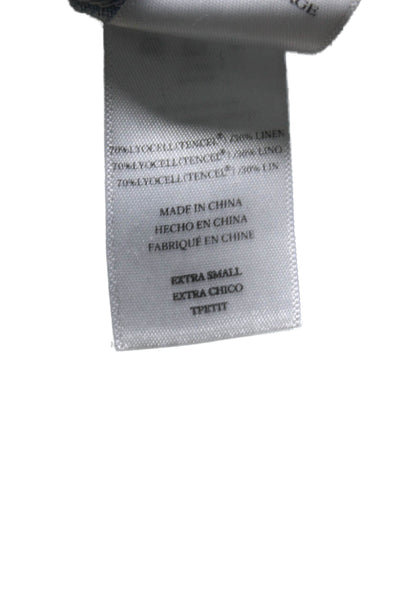 70%LYOCELL(TENCEL®) /30% LINEN
70%LYOCELL(TENCEL®) /30% LINO
70%LYOCELL(TENCEL®) /30% LIN
MADE IN CHINA
HECHO EN CHINA
FABRIQUÉ EN CHINE
EXTRA SMALL
EXTRA CHICO
TPETIT